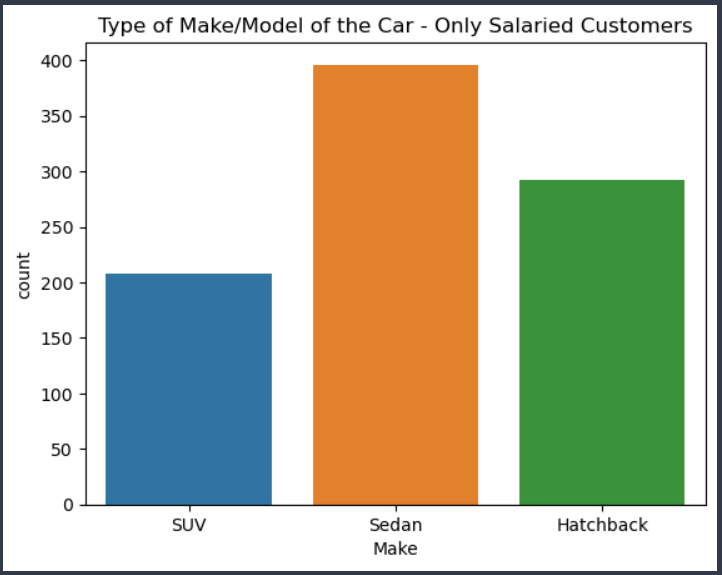 Type of Make/Model of the Car - Only Salaried Customers
400
350
300
250
200
150
100
50
0
count
SUV Sedan Hatchback
Make